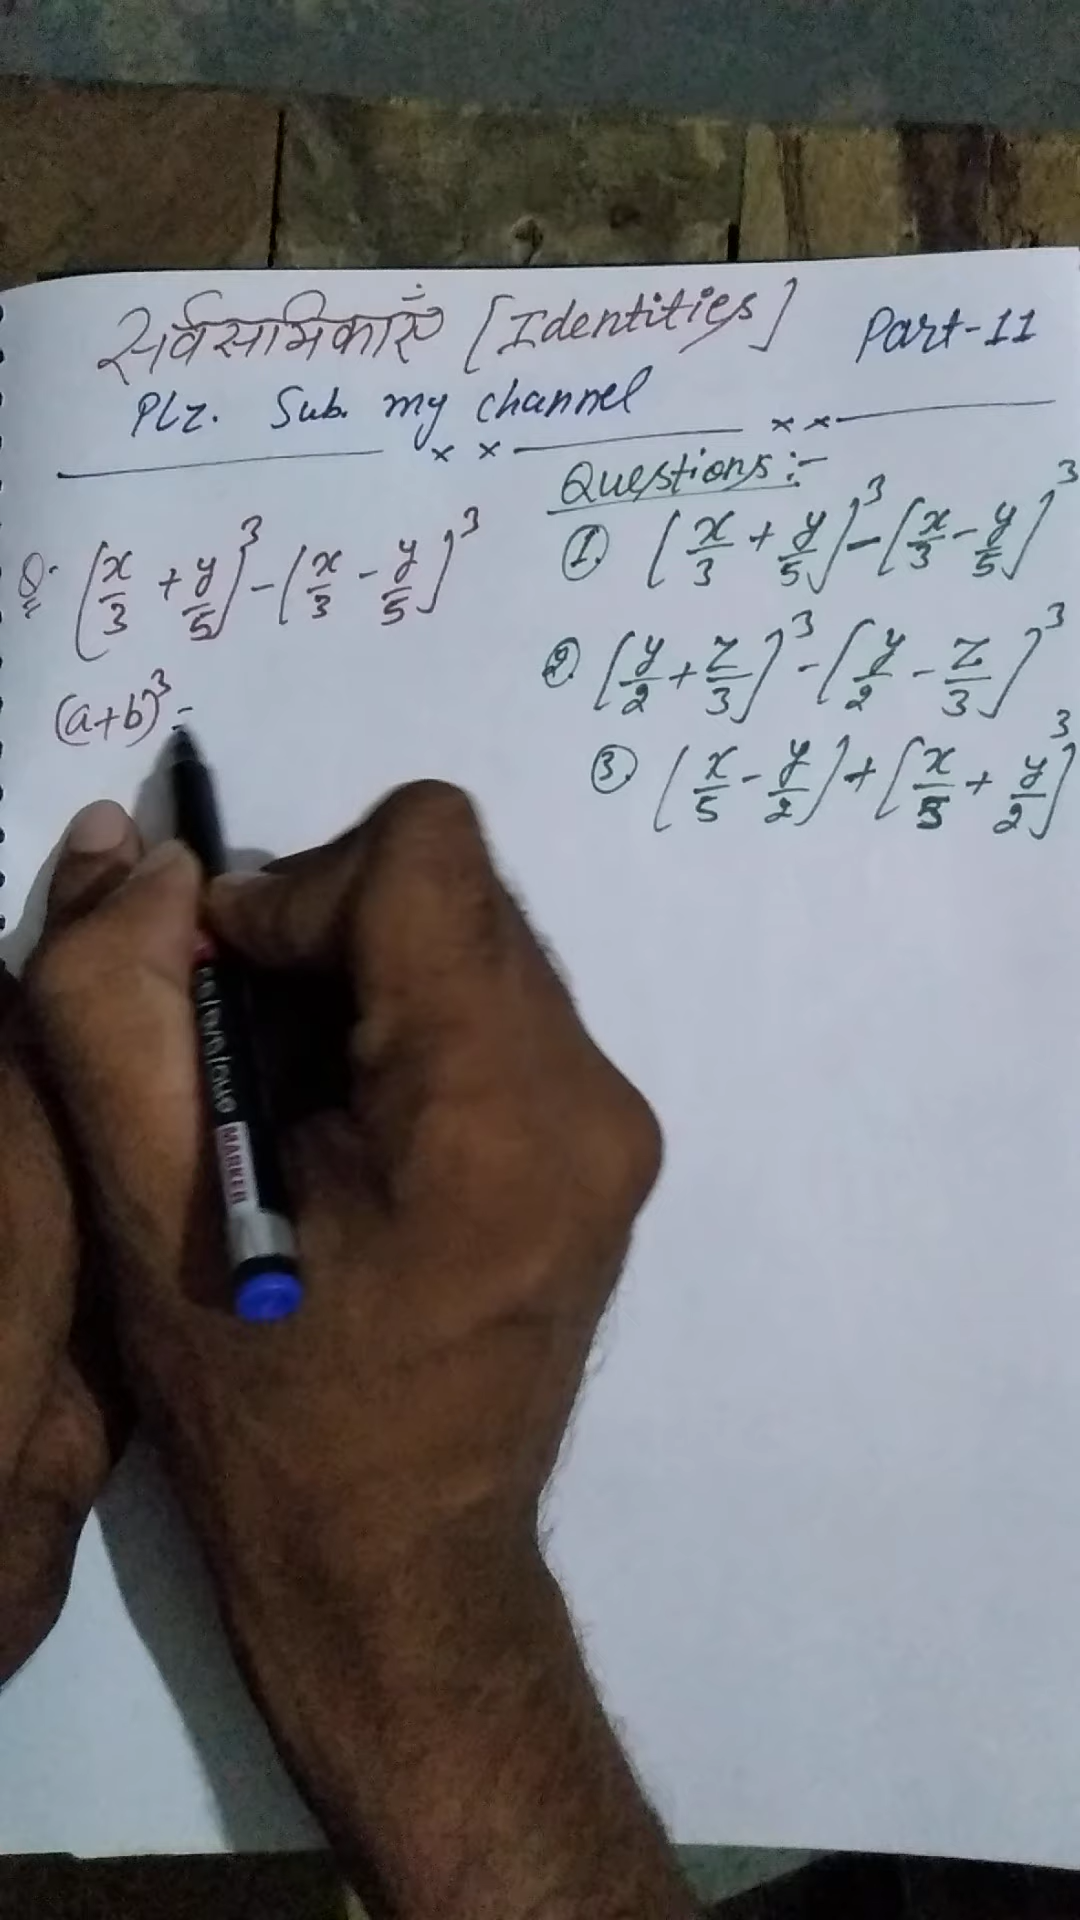 सर्वसमिकाएँ [Identities] Part-11
Plz. Sub. my channel
Questions:-
Q. [x/3 + y/5]³ - [x/3 - y/5]³
(a+b)³ =
① [x/3 + y/5]³ - [x/3 - y/5]³
② [y/2 + z/3]³ - [y/2 - z/3]³
③ [x/5 - y/2] + [x/5 + y/2]³
MARKER